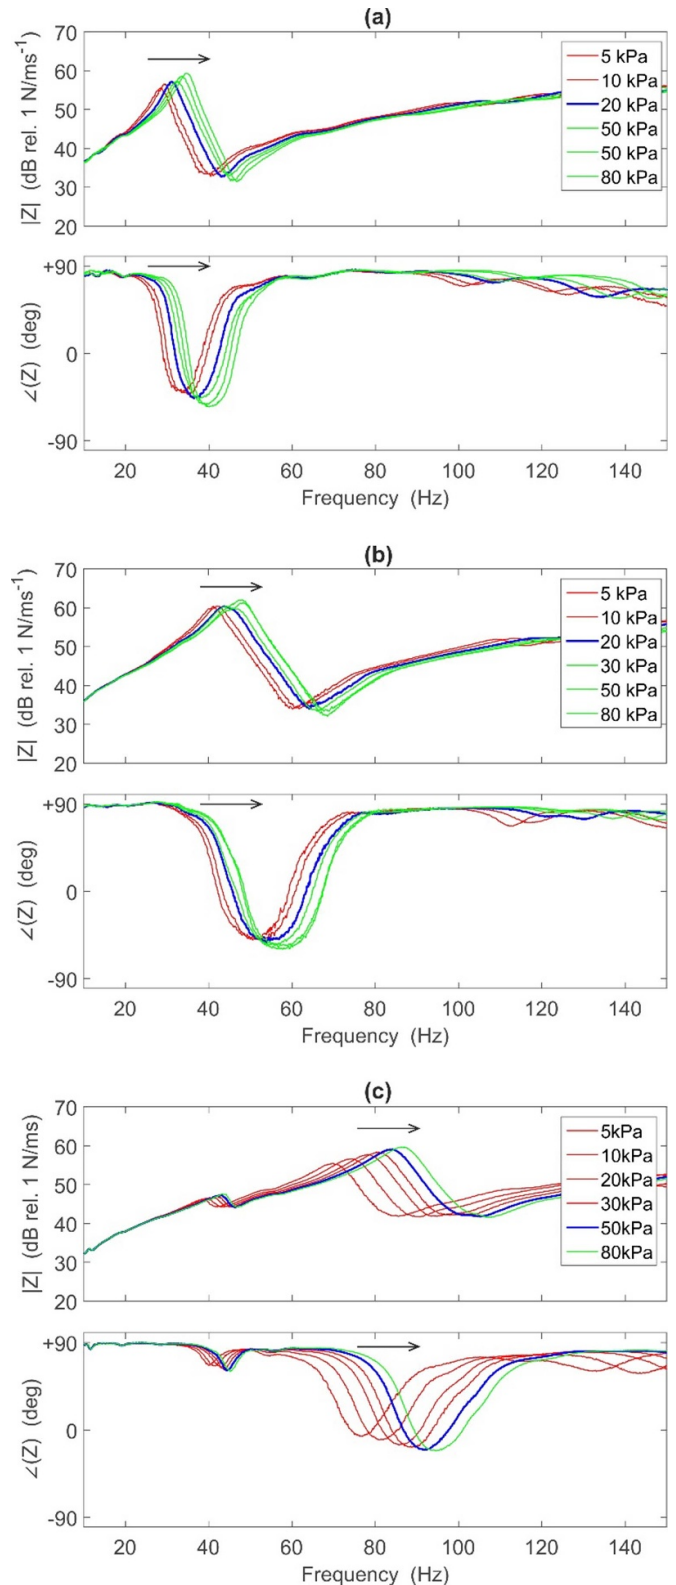 (a)
70
60
50
40
30
20
|Z| (dB rel. 1 N/ms⁻¹)
5 kPa
10 kPa
20 kPa
50 kPa
50 kPa
80 kPa
+90
0
-90
∠(Z) (deg)
20 40 60 80 100 120 140
Frequency (Hz)
(b)
70
60
50
40
30
20
|Z| (dB rel. 1 N/ms⁻¹)
5 kPa
10 kPa
20 kPa
30 kPa
50 kPa
80 kPa
+90
0
-90
∠(Z) (deg)
20 40 60 80 100 120 140
Frequency (Hz)
(c)
70
60
50
40
30
20
|Z| (dB rel. 1 N/ms)
5kPa
10kPa
20kPa
30kPa
50kPa
80kPa
+90
0
-90
∠(Z) (deg)
20 40 60 80 100 120 140
Frequency (Hz)